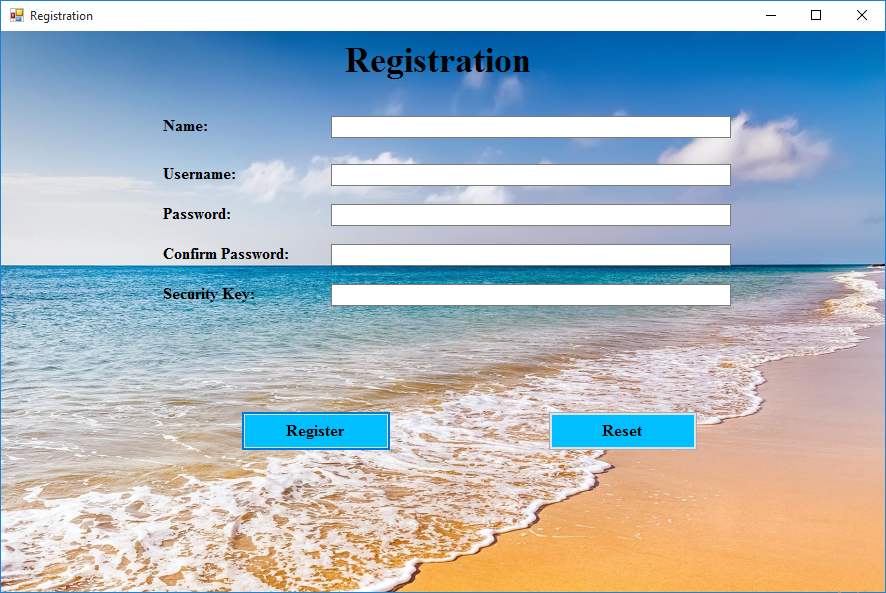 Registration
Registration
Name:
Username:
Password:
Confirm Password:
Security Key:
Register Reset